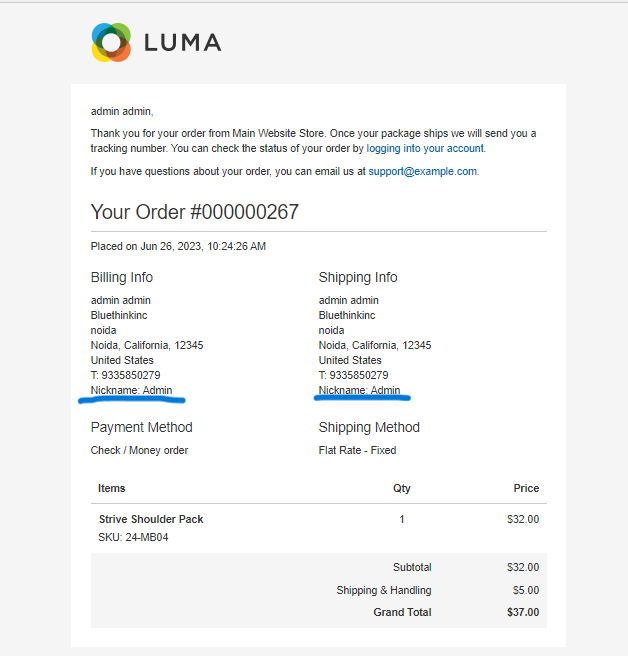 LUMA
admin admin,
Thank you for your order from Main Website Store. Once your package ships we will send you a
tracking number. You can check the status of your order by logging into your account.
If you have questions about your order, you can email us at support@example.com.
Your Order #000000267
Placed on Jun 26, 2023, 10:24:26 AM
Billing Info
admin admin
Bluethinkinc
noida
Noida, California, 12345
United States
T: 9335850279
Nickname: Admin
Shipping Info
admin admin
Bluethinkinc
noida
Noida, California, 12345
United States
T: 9335850279
Nickname: Admin
Payment Method
Check / Money order
Shipping Method
Flat Rate - Fixed
Items Qty Price
Strive Shoulder Pack 1 $32.00
SKU: 24-MB04
Subtotal $32.00
Shipping & Handling $5.00
Grand Total $37.00